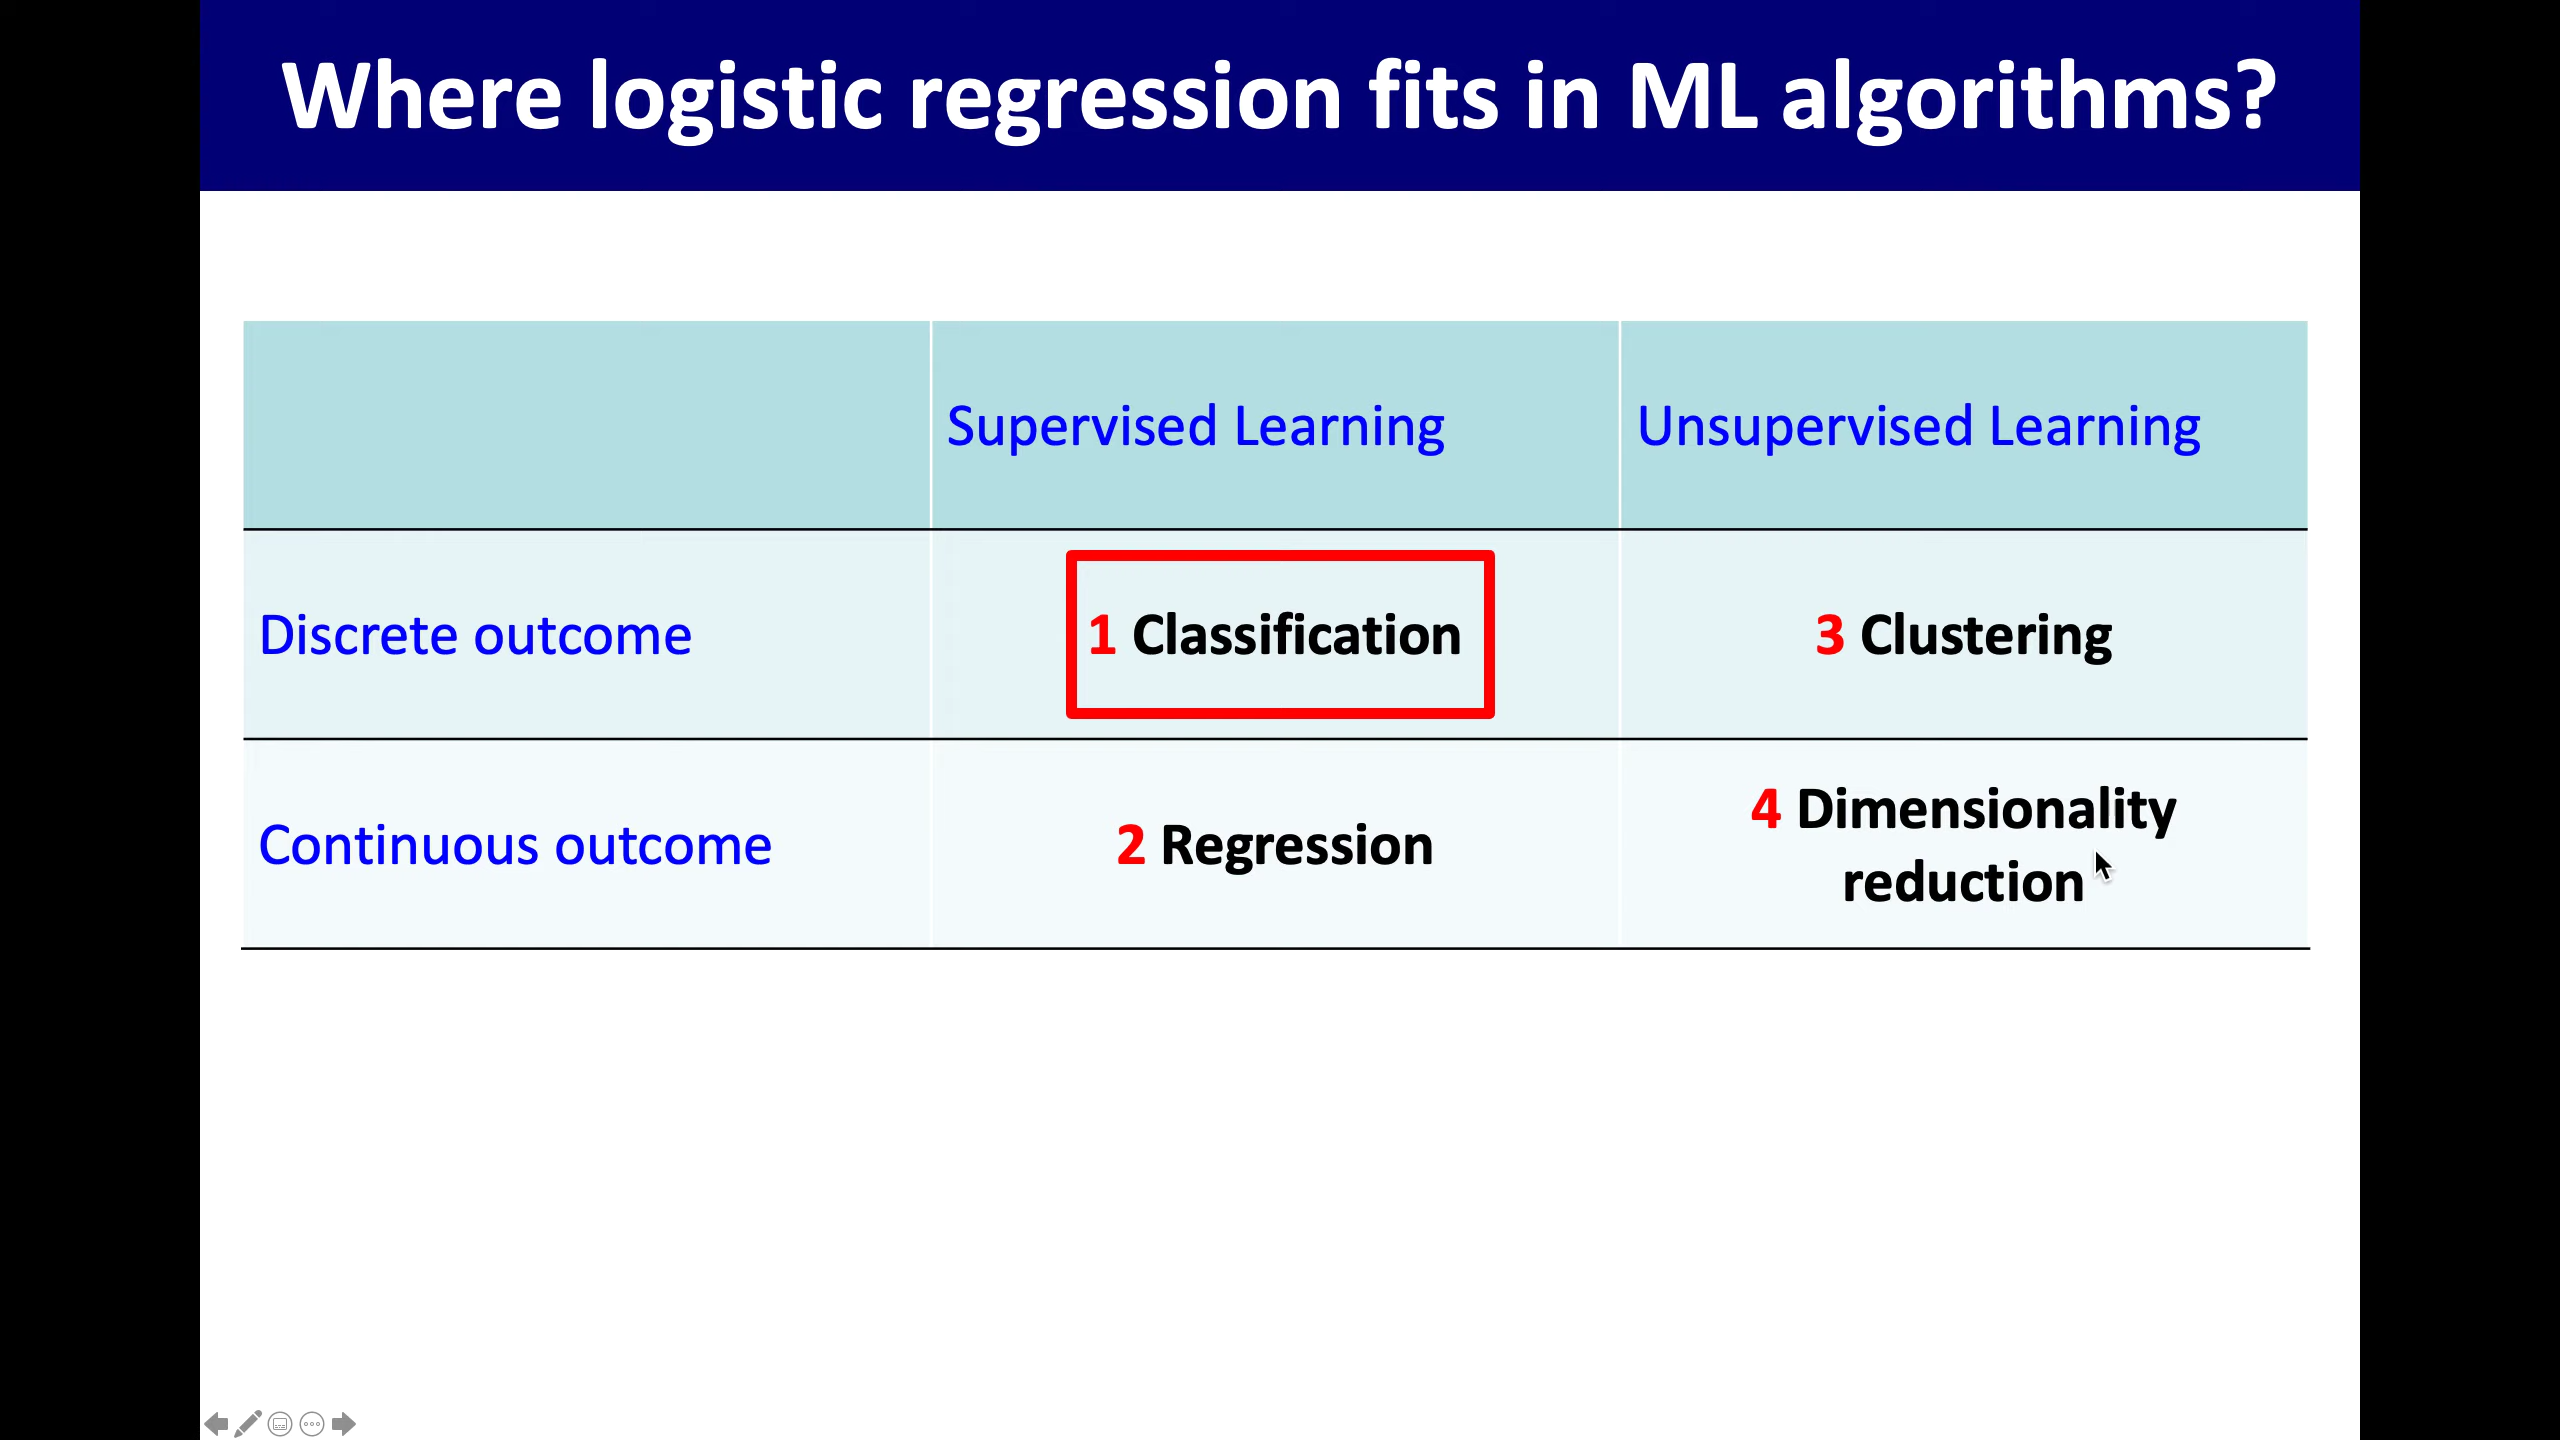 Where logistic regression fits in ML algorithms?
Supervised Learning
Unsupervised Learning
Discrete outcome
1 Classification
3 Clustering
Continuous outcome
2 Regression
4 Dimensionality
reduction